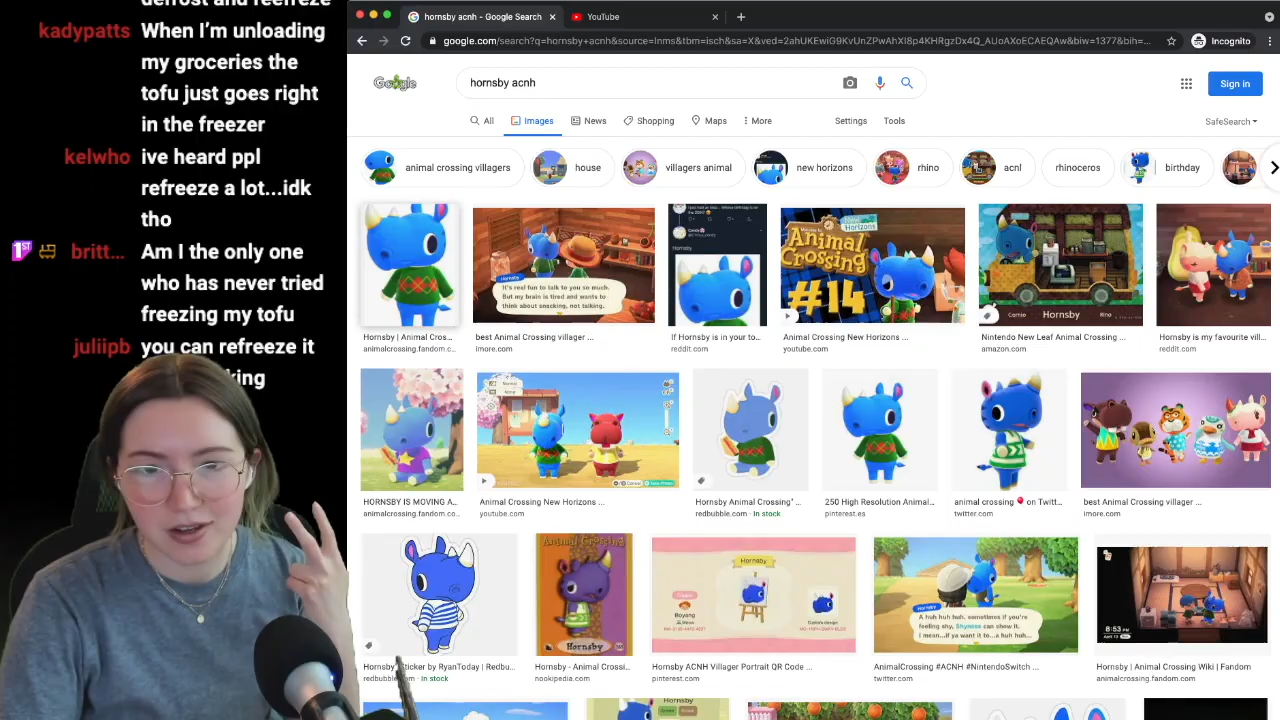 defrost and reefreze
kadypatts When I'm unloading
my groceries the
tofu just goes right
in the freezer
kelwho ive heard ppl
refreeze a lot...idk
tho
1ST britt... Am I the only one
who has never tried
freezing my tofu
juliipb you can refreeze it
hornsby acnh - Google Search
YouTube
google.com/search?q=hornsby+acnh&source=lnms&tbm=isch&sa=X&ved=2ahUKEwiG9KvUnZPwAhXI8p4KHRgzDx4Q_AUoAXoECAEQAw&biw=1377&bih=...
Incognito
Google
hornsby acnh
Sign in
All
Images
News
Shopping
Maps
More
Settings
Tools
SafeSearch
animal crossing villagers
house
villagers animal
new horizons
rhino
acnl
rhinoceros
birthday
Hornsby
It's real fun to talk to you so much.
But my brain is tired and wants to
think about snacking, not talking.
Hornsby
New
Horizons
Animal
Crossing
#14
Hornsby
Hornsby | Animal Cros...
animalcrossing.fandom.c...
best Animal Crossing villager ...
imore.com
If Hornsby is in your to...
reddit.com
Animal Crossing New Horizons ...
youtube.com
Nintendo New Leaf Animal Crossing ...
amazon.com
Hornsby is my favourite vill...
reddit.com
HORNSBY IS MOVING A...
animalcrossing.fandom.co...
Animal Crossing New Horizons ...
youtube.com
Hornsby Animal Crossing" ...
redbubble.com · In stock
250 High Resolution Animal...
pinterest.es
animal crossing 🎈 on Twitt...
twitter.com
best Animal Crossing villager ...
imore.com
Animal Crossing
Hornsby
Hornsby
Hornsby
A huh huh huh. sometimes if you're
feeling shy, Shyness can show it.
I mean...if ya want it to...a huh huh...
8:53 PM
Hornsby Sticker by RyanToday | Redbu...
redbubble.com · In stock
Hornsby - Animal Crossi...
nookipedia.com
Hornsby ACNH Villager Portrait QR Code ...
pinterest.com
AnimalCrossing #ACNH #NintendoSwitch ...
twitter.com
Hornsby | Animal Crossing Wiki | Fandom
animalcrossing.fandom.com